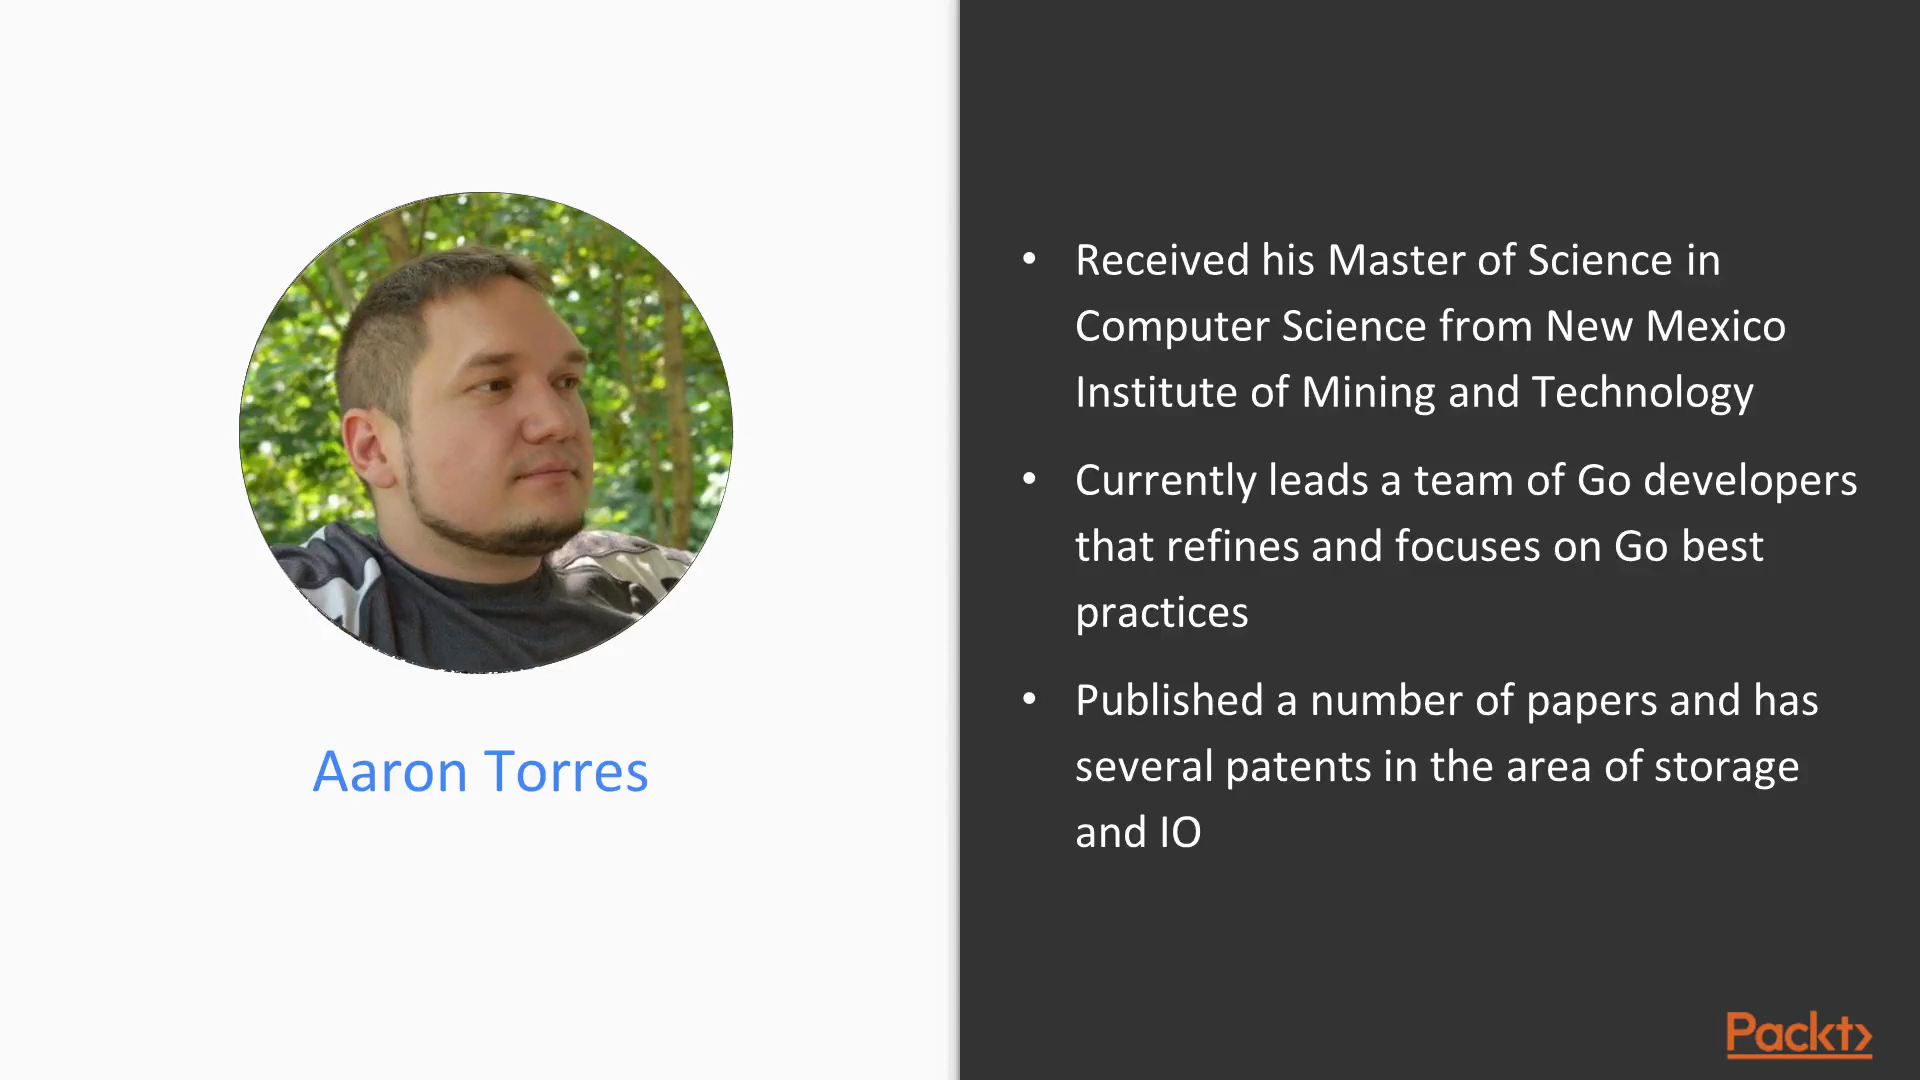 Aaron Torres
• Received his Master of Science in
Computer Science from New Mexico
Institute of Mining and Technology
• Currently leads a team of Go developers
that refines and focuses on Go best
practices
• Published a number of papers and has
several patents in the area of storage
and IO
Packt>